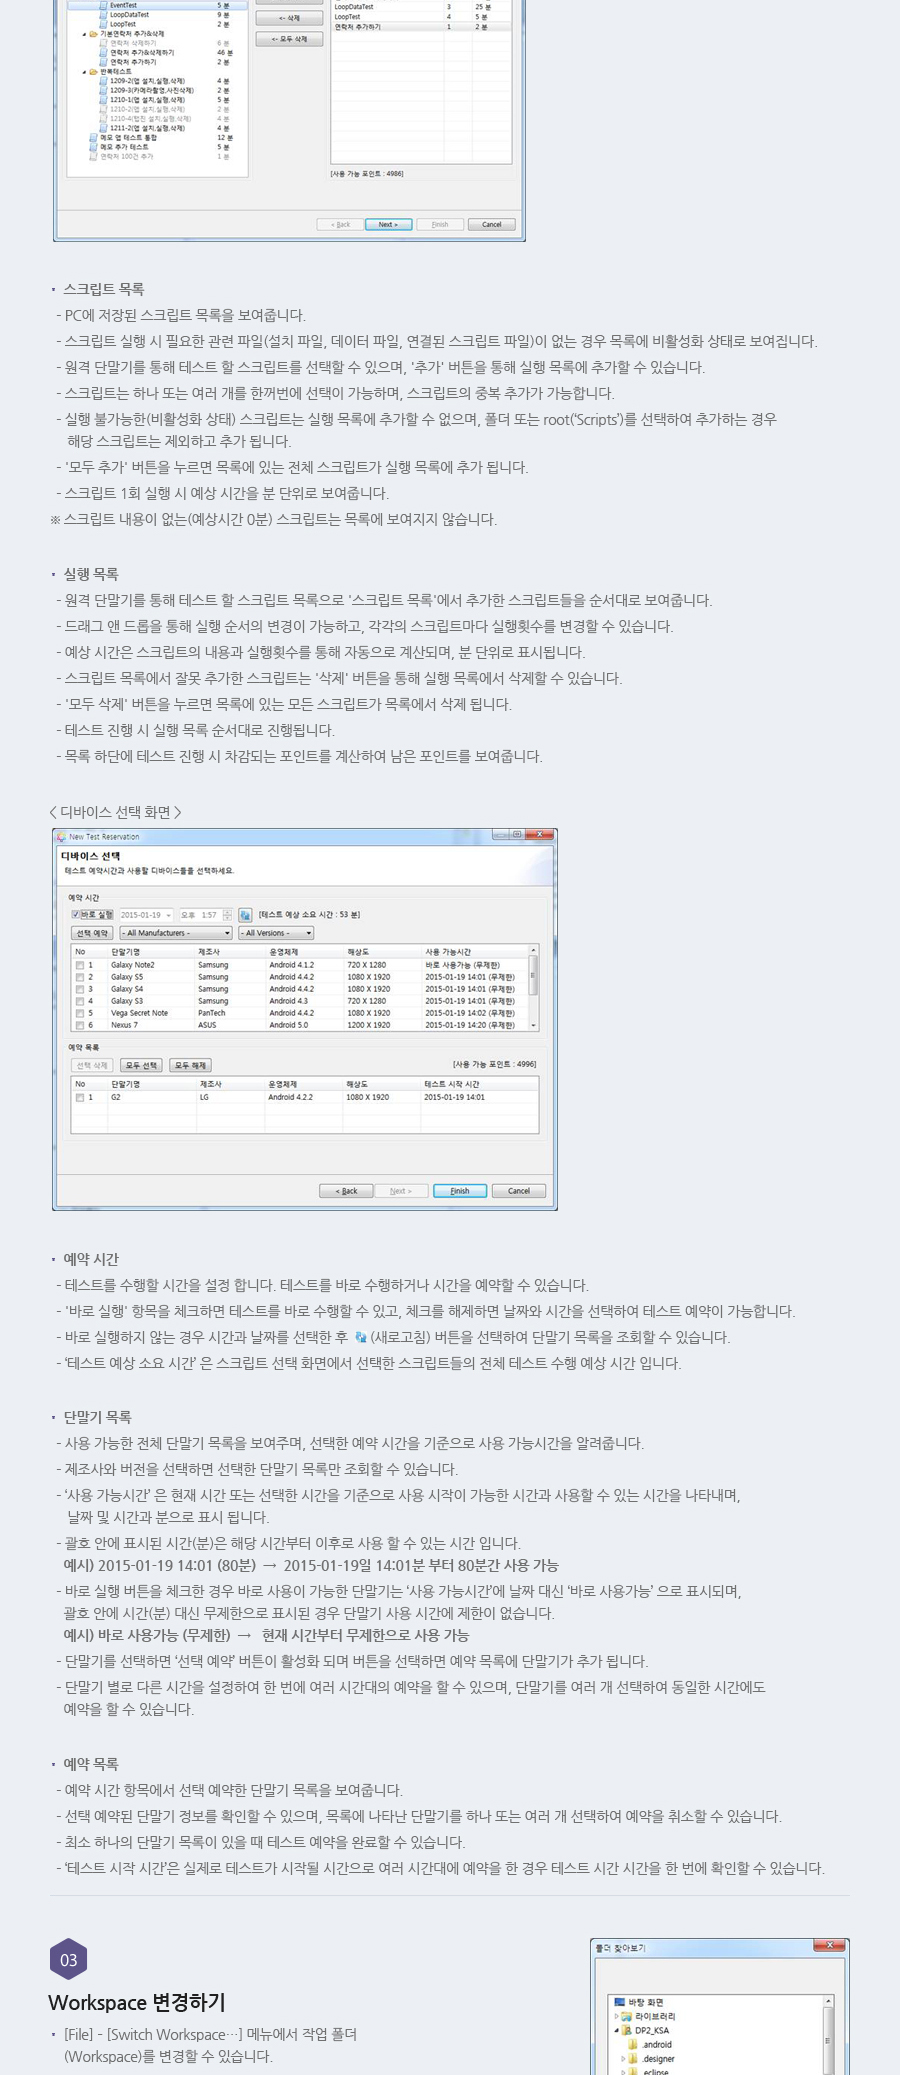 EventTest 5 분
LoopDataTest 9 분
LoopTest 2 분
기본연락처 추가&삭제
연락처 삭제하기 6 분
연락처 추가&삭제하기 46 분
연락처 추가하기 2 분
반복테스트
1209-2(앱 설치,실행,삭제) 4 분
1209-3(카메라촬영,사진삭제) 2 분
1210-1(앱 설치,실행,삭제) 5 분
1210-2(앱 설치,실행,삭제) 2 분
1210-4(앱진 설치,실행,삭제) 4 분
1211-2(앱 설치,실행,삭제) 4 분
메모 앱 테스트 통합 12 분
메모 추가 테스트 5 분
연락처 100건 추가 1 분
<- 삭제
<- 모두 삭제
LoopDataTest 3 25 분
LoopTest 4 5 분
연락처 추가하기 1 2 분
[사용 가능 포인트 : 4986]
< Back Next > Finish Cancel
스크립트 목록
- PC에 저장된 스크립트 목록을 보여줍니다.
- 스크립트 실행 시 필요한 관련 파일(설치 파일, 데이터 파일, 연결된 스크립트 파일)이 없는 경우 목록에 비활성화 상태로 보여집니다.
- 원격 단말기를 통해 테스트 할 스크립트를 선택할 수 있으며, '추가' 버튼을 통해 실행 목록에 추가할 수 있습니다.
- 스크립트는 하나 또는 여러 개를 한꺼번에 선택이 가능하며, 스크립트의 중복 추가가 가능합니다.
- 실행 불가능한(비활성화 상태) 스크립트는 실행 목록에 추가할 수 없으며, 폴더 또는 root(‘Scripts’)를 선택하여 추가하는 경우
해당 스크립트는 제외하고 추가 됩니다.
- '모두 추가' 버튼을 누르면 목록에 있는 전체 스크립트가 실행 목록에 추가 됩니다.
- 스크립트 1회 실행 시 예상 시간을 분 단위로 보여줍니다.
※ 스크립트 내용이 없는(예상시간 0분) 스크립트는 목록에 보여지지 않습니다.
실행 목록
- 원격 단말기를 통해 테스트 할 스크립트 목록으로 '스크립트 목록'에서 추가한 스크립트들을 순서대로 보여줍니다.
- 드래그 앤 드롭을 통해 실행 순서의 변경이 가능하고, 각각의 스크립트마다 실행횟수를 변경할 수 있습니다.
- 예상 시간은 스크립트의 내용과 실행횟수를 통해 자동으로 계산되며, 분 단위로 표시됩니다.
- 스크립트 목록에서 잘못 추가한 스크립트는 '삭제' 버튼을 통해 실행 목록에서 삭제할 수 있습니다.
- '모두 삭제' 버튼을 누르면 목록에 있는 모든 스크립트가 목록에서 삭제 됩니다.
- 테스트 진행 시 실행 목록 순서대로 진행됩니다.
- 목록 하단에 테스트 진행 시 차감되는 포인트를 계산하여 남은 포인트를 보여줍니다.
< 디바이스 선택 화면 >
New Test Reservation
디바이스 선택
테스트 예약시간과 사용할 디바이스들을 선택하세요.
예약 시간
바로 실행 2015-01-19 오후 1:57 [테스트 예상 소요 시간 : 53 분]
선택 예약 - All Manufacturers - - All Versions -
No 단말기명 제조사 운영체제 해상도 사용 가능시간
1 Galaxy Note2 Samsung Android 4.1.2 720 X 1280 바로 사용가능 (무제한)
2 Galaxy S5 Samsung Android 4.4.2 1080 X 1920 2015-01-19 14:01 (무제한)
3 Galaxy S4 Samsung Android 4.4.2 1080 X 1920 2015-01-19 14:01 (무제한)
4 Galaxy S3 Samsung Android 4.3 720 X 1280 2015-01-19 14:01 (무제한)
5 Vega Secret Note PanTech Android 4.4.2 1080 X 1920 2015-01-19 14:02 (무제한)
6 Nexus 7 ASUS Android 5.0 1200 X 1920 2015-01-19 14:20 (무제한)
예약 목록
선택 삭제 모두 선택 모두 해제 [사용 가능 포인트 : 4996]
No 단말기명 제조사 운영체제 해상도 테스트 시작 시간
1 G2 LG Android 4.2.2 1080 X 1920 2015-01-19 14:01
< Back Next > Finish Cancel
예약 시간
- 테스트를 수행할 시간을 설정 합니다. 테스트를 바로 수행하거나 시간을 예약할 수 있습니다.
- '바로 실행' 항목을 체크하면 테스트를 바로 수행할 수 있고, 체크를 해제하면 날짜와 시간을 선택하여 테스트 예약이 가능합니다.
- 바로 실행하지 않는 경우 시간과 날짜를 선택한 후 (새로고침) 버튼을 선택하여 단말기 목록을 조회할 수 있습니다.
- ‘테스트 예상 소요 시간’ 은 스크립트 선택 화면에서 선택한 스크립트들의 전체 테스트 수행 예상 시간 입니다.
단말기 목록
- 사용 가능한 전체 단말기 목록을 보여주며, 선택한 예약 시간을 기준으로 사용 가능시간을 알려줍니다.
- 제조사와 버전을 선택하면 선택한 단말기 목록만 조회할 수 있습니다.
- ‘사용 가능시간’ 은 현재 시간 또는 선택한 시간을 기준으로 사용 시작이 가능한 시간과 사용할 수 있는 시간을 나타내며,
날짜 및 시간과 분으로 표시 됩니다.
- 괄호 안에 표시된 시간(분)은 해당 시간부터 이후로 사용 할 수 있는 시간 입니다.
예시) 2015-01-19 14:01 (80분) → 2015-01-19일 14:01분 부터 80분간 사용 가능
- 바로 실행 버튼을 체크한 경우 바로 사용이 가능한 단말기는 ‘사용 가능시간’에 날짜 대신 ‘바로 사용가능’ 으로 표시되며,
괄호 안에 시간(분) 대신 무제한으로 표시된 경우 단말기 사용 시간에 제한이 없습니다.
예시) 바로 사용가능 (무제한) → 현재 시간부터 무제한으로 사용 가능
- 단말기를 선택하면 ‘선택 예약’ 버튼이 활성화 되며 버튼을 선택하면 예약 목록에 단말기가 추가 됩니다.
- 단말기 별로 다른 시간을 설정하여 한 번에 여러 시간대의 예약을 할 수 있으며, 단말기를 여러 개 선택하여 동일한 시간에도
예약을 할 수 있습니다.
예약 목록
- 예약 시간 항목에서 선택 예약한 단말기 목록을 보여줍니다.
- 선택 예약된 단말기 정보를 확인할 수 있으며, 목록에 나타난 단말기를 하나 또는 여러 개 선택하여 예약을 취소할 수 있습니다.
- 최소 하나의 단말기 목록이 있을 때 테스트 예약을 완료할 수 있습니다.
- ‘테스트 시작 시간’은 실제로 테스트가 시작될 시간으로 여러 시간대에 예약을 한 경우 테스트 시간 시간을 한 번에 확인할 수 있습니다.
03
Workspace 변경하기
[File] - [Switch Workspace…] 메뉴에서 작업 폴더
(Workspace)를 변경할 수 있습니다.
폴더 찾아보기
바탕 화면
라이브러리
DP2_KSA
.android
.designer
.eclipse